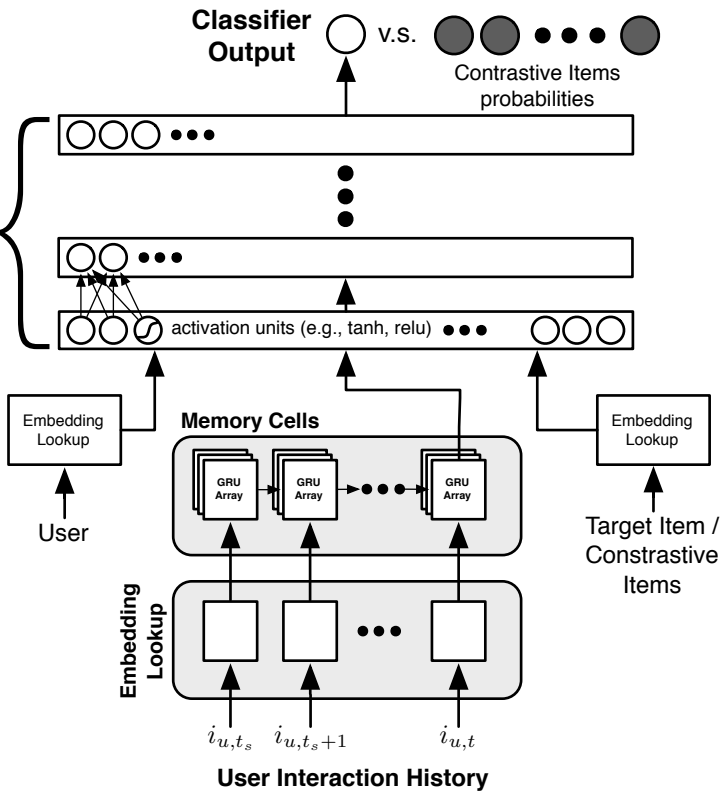 Classifier
Output
v.s.
Contrastive Items
probabilities
activation units (e.g., tanh, relu)
Embedding
Lookup
User
Memory Cells
GRU
Array
GRU
Array
GRU
Array
Embedding
Lookup
Target Item /
Constrastive
Items
Embedding
Lookup
i_{u,t_s}
i_{u,t_s+1}
i_{u,t}
User Interaction History